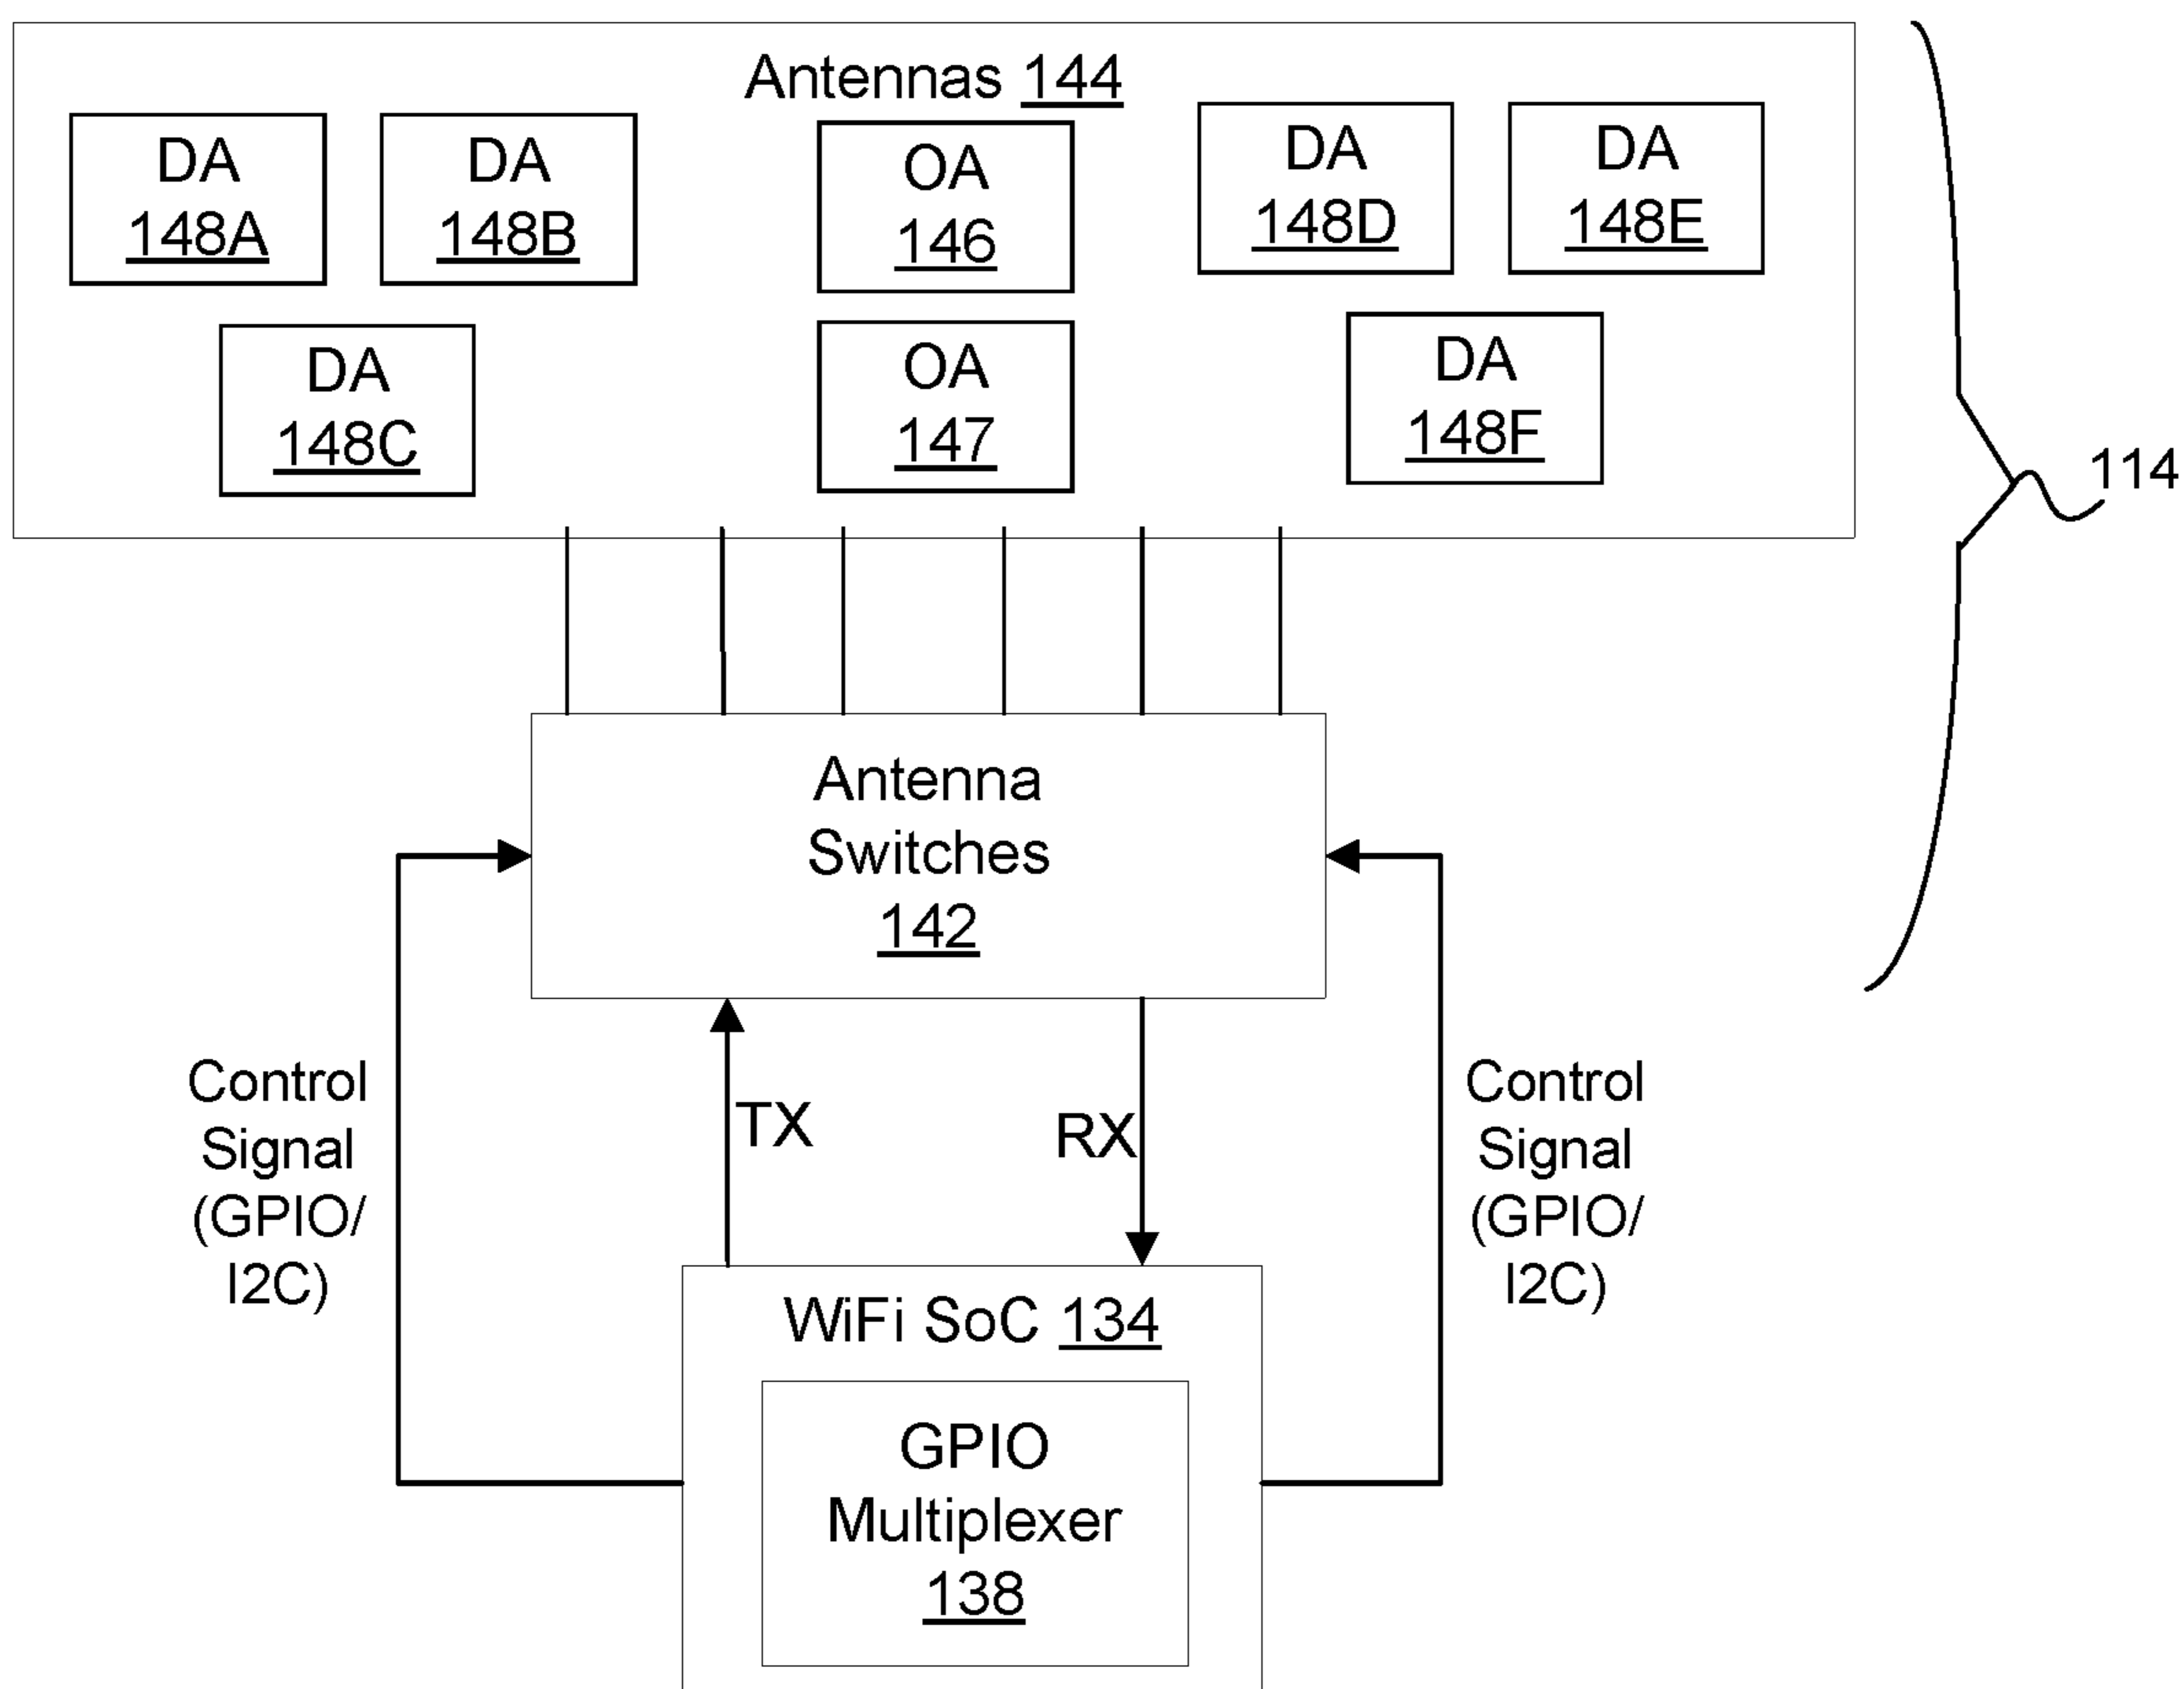 Antennas 144
DA
148A
DA
148B
OA
146
DA
148D
DA
148E
DA
148C
OA
147
DA
148F
114
Antenna
Switches
142
Control
Signal
(GPIO/
I2C)
TX
RX
Control
Signal
(GPIO/
I2C)
WiFi SoC 134
GPIO
Multiplexer
138